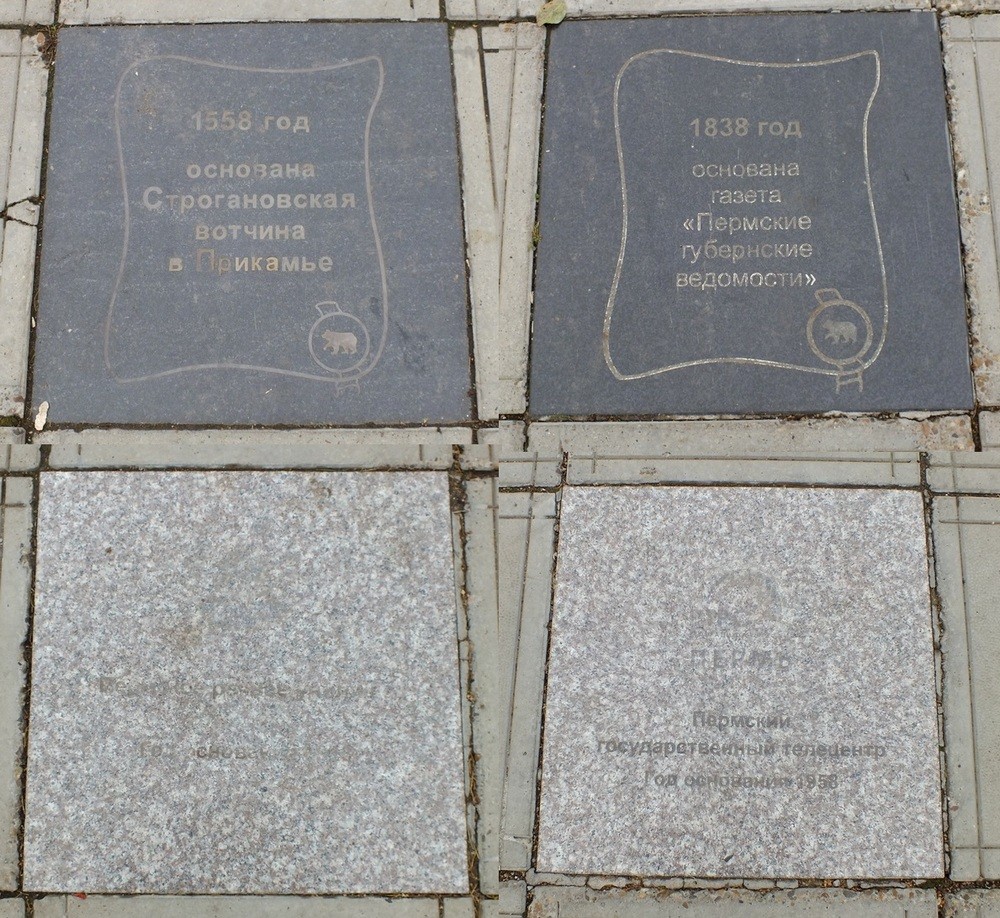 1558 год
основана
Строгановская
вотчина
в Прикамье
1838 год
основана
газета
«Пермские
губернские
ведомости»
ПЕРМЬ
Пермский
государственный телецентр
Год основания 1958